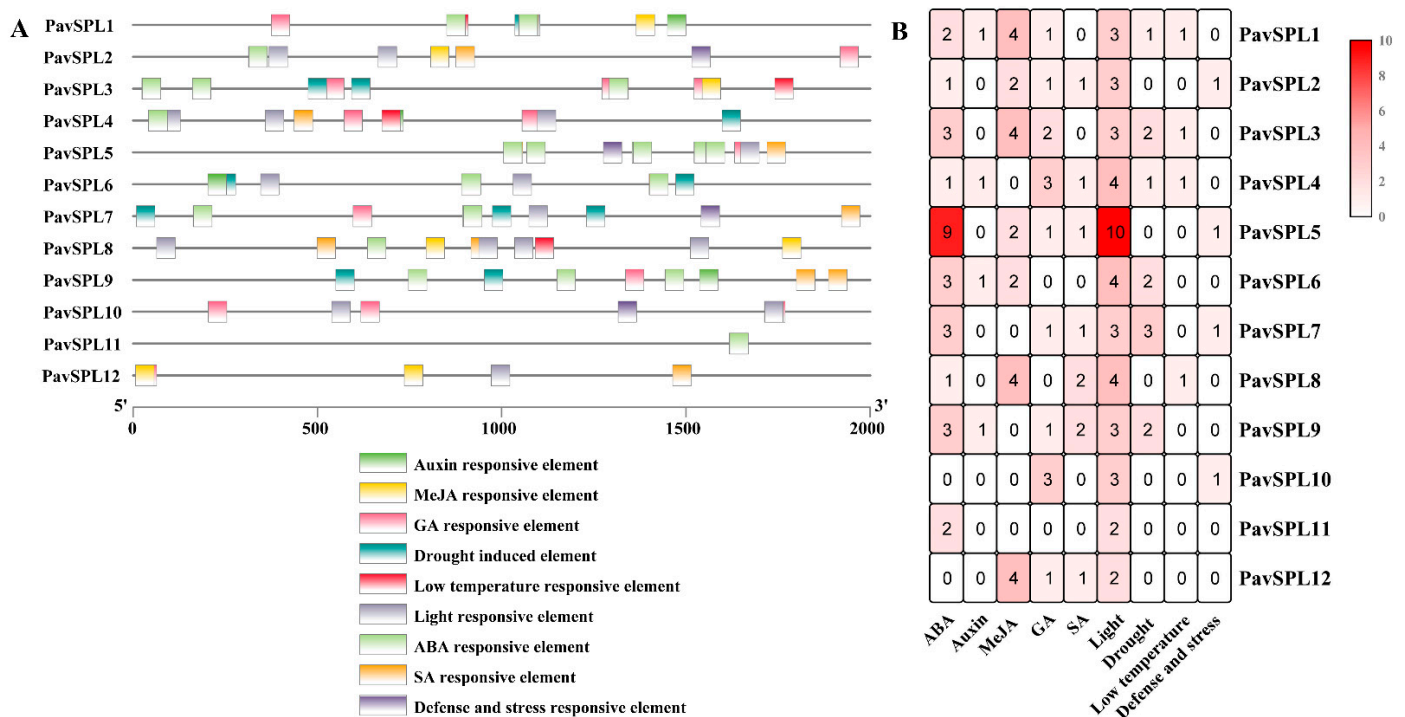 A
PavSPL1
PavSPL2
PavSPL3
PavSPL4
PavSPL5
PavSPL6
PavSPL7
PavSPL8
PavSPL9
PavSPL10
PavSPL11
PavSPL12
5' 3'
0 500 1000 1500 2000
Auxin responsive element
MeJA responsive element
GA responsive element
Drought induced element
Low temperature responsive element
Light responsive element
ABA responsive element
SA responsive element
Defense and stress responsive element
B
2 1 4 1 0 3 1 1 0 PavSPL1
1 0 2 1 1 3 0 0 1 PavSPL2
3 0 4 2 0 3 2 1 0 PavSPL3
1 1 0 3 1 4 1 1 0 PavSPL4
9 0 2 1 1 10 0 0 1 PavSPL5
3 1 2 0 0 4 2 0 0 PavSPL6
3 0 0 1 1 3 3 0 1 PavSPL7
1 0 4 0 2 4 0 1 0 PavSPL8
3 1 0 1 2 3 2 0 0 PavSPL9
0 0 0 3 0 3 0 0 1 PavSPL10
2 0 0 0 0 2 0 0 0 PavSPL11
0 0 4 1 1 2 0 0 0 PavSPL12
ABA
Auxin
MeJA
GA
SA
Light
Drought
Low temperature
Defense and stress
10
8
6
4
2
0